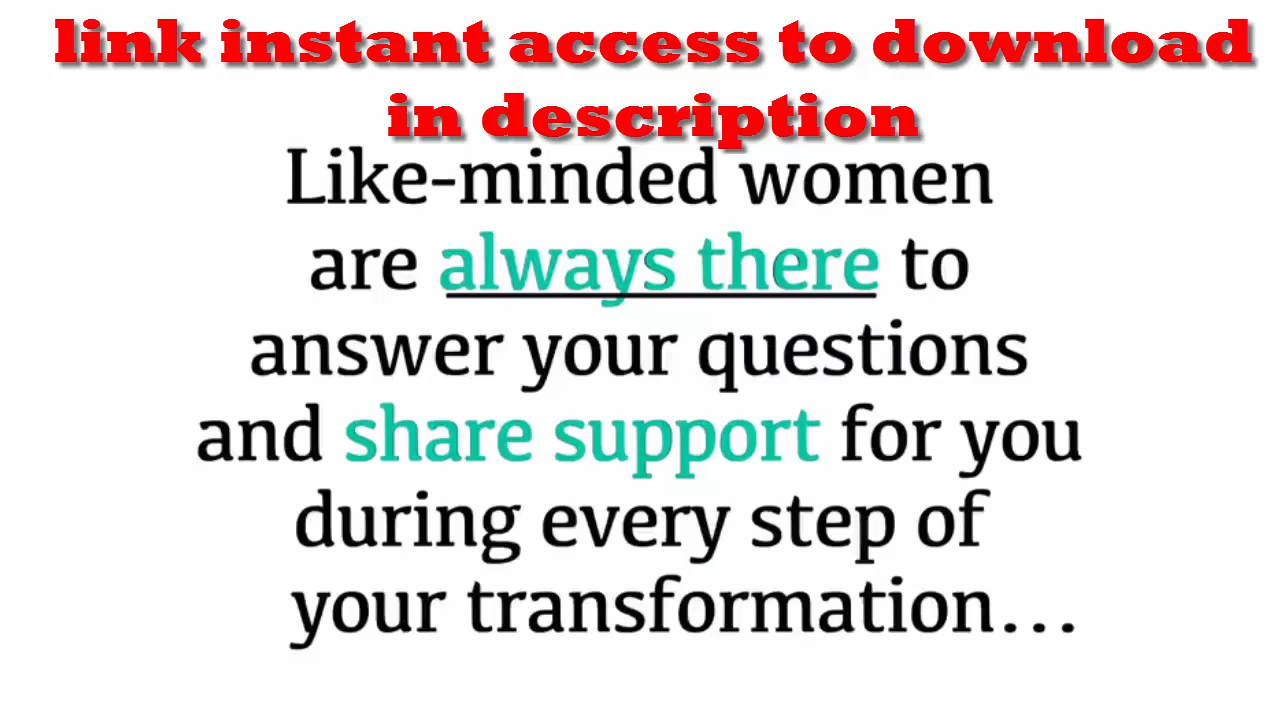 link instant access to download
in description
Like-minded women
are always there to
answer your questions
and share support for you
during every step of
your transformation...